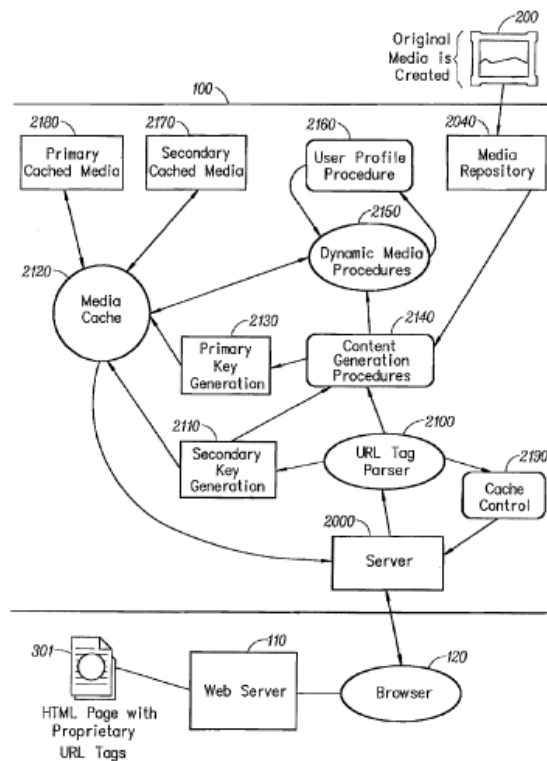 200
Original
Media is
Created
100
2180
2170
2160
2040
Primary
Cached Media
Secondary
Cached Media
User Profile
Procedure
Media
Repository
2150
Dynamic Media
Procedures
2120
Media
Cache
2130
2140
Primary
Key
Generation
Content
Generation
Procedures
2110
2100
Secondary
Key
Generation
URL Tag
Parser
2190
Cache
Control
2000
Server
301
110
120
Web Server
Browser
HTML Page with
Proprietary
URL Tags